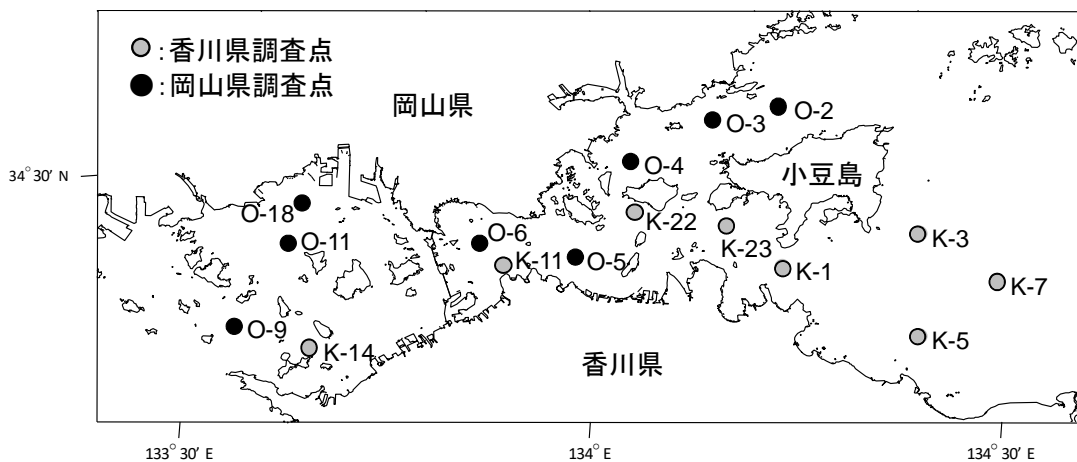 : 香川県調査点
: 岡山県調査点
岡山県
O-2
O-3
O-4
34° 30′ N
小豆島
O-18
K-22
O-6
O-11
K-23
K-3
K-11
O-5
K-1
K-7
O-9
K-14
K-5
香川県
133° 30′ E
134° E
134° 30′ E